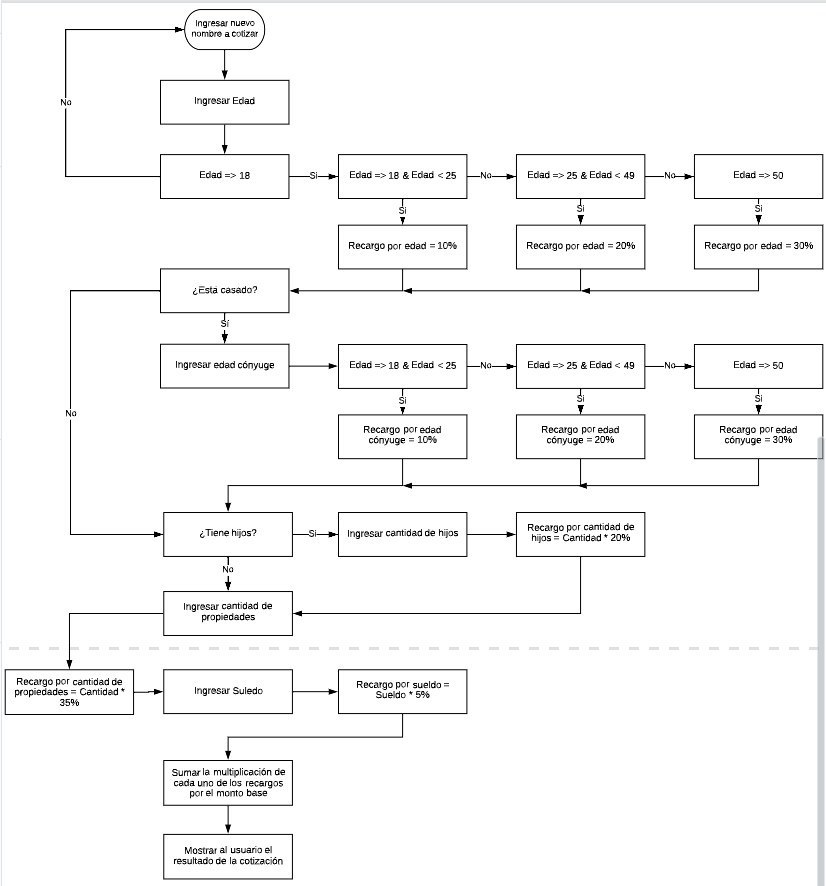 Ingresar nuevo
nombre a cotizar
No
Ingresar Edad
Edad => 18
Si
Edad => 18 & Edad < 25
No
Edad => 25 & Edad < 49
No
Edad => 50
Si
Si
Si
Recargo por edad = 10%
Recargo por edad = 20%
Recargo por edad = 30%
¿Esta casado?
Sí
Ingresar edad cónyuge
Edad => 18 & Edad < 25
No
Edad => 25 & Edad < 49
No
Edad => 50
Si
Si
Si
No
Recargo por edad
cónyuge = 10%
Recargo por edad
cónyuge = 20%
Recargo por edad
cónyuge = 30%
¿Tiene hijos?
Si
Ingresar cantidad de hijos
Recargo por cantidad de
hijos = Cantidad * 20%
No
Ingresar cantidad de
propiedades
Recargo por cantidad de
propiedades = Cantidad *
35%
Ingresar Suledo
Recargo por sueldo =
Sueldo * 5%
Sumar la multiplicación de
cada uno de los recargos
por el monto base
Mostrar al usuario el
resultado de la cotización